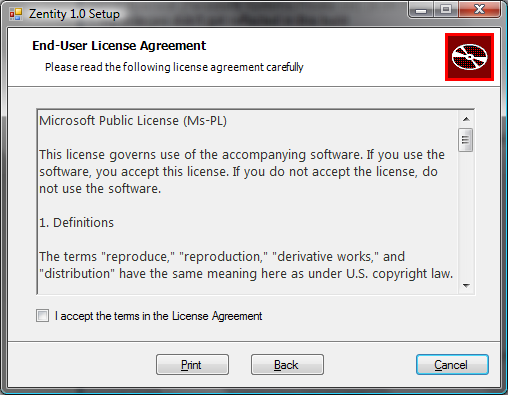 Zentity 1.0 Setup
End-User License Agreement
Please read the following license agreement carefully
Microsoft Public License (Ms-PL)
This license governs use of the accompanying software. If you use the
software, you accept this license. If you do not accept the license, do
not use the software.
1. Definitions
The terms "reproduce," "reproduction," "derivative works," and
"distribution" have the same meaning here as under U.S. copyright law.
I accept the terms in the License Agreement
Print Back Cancel